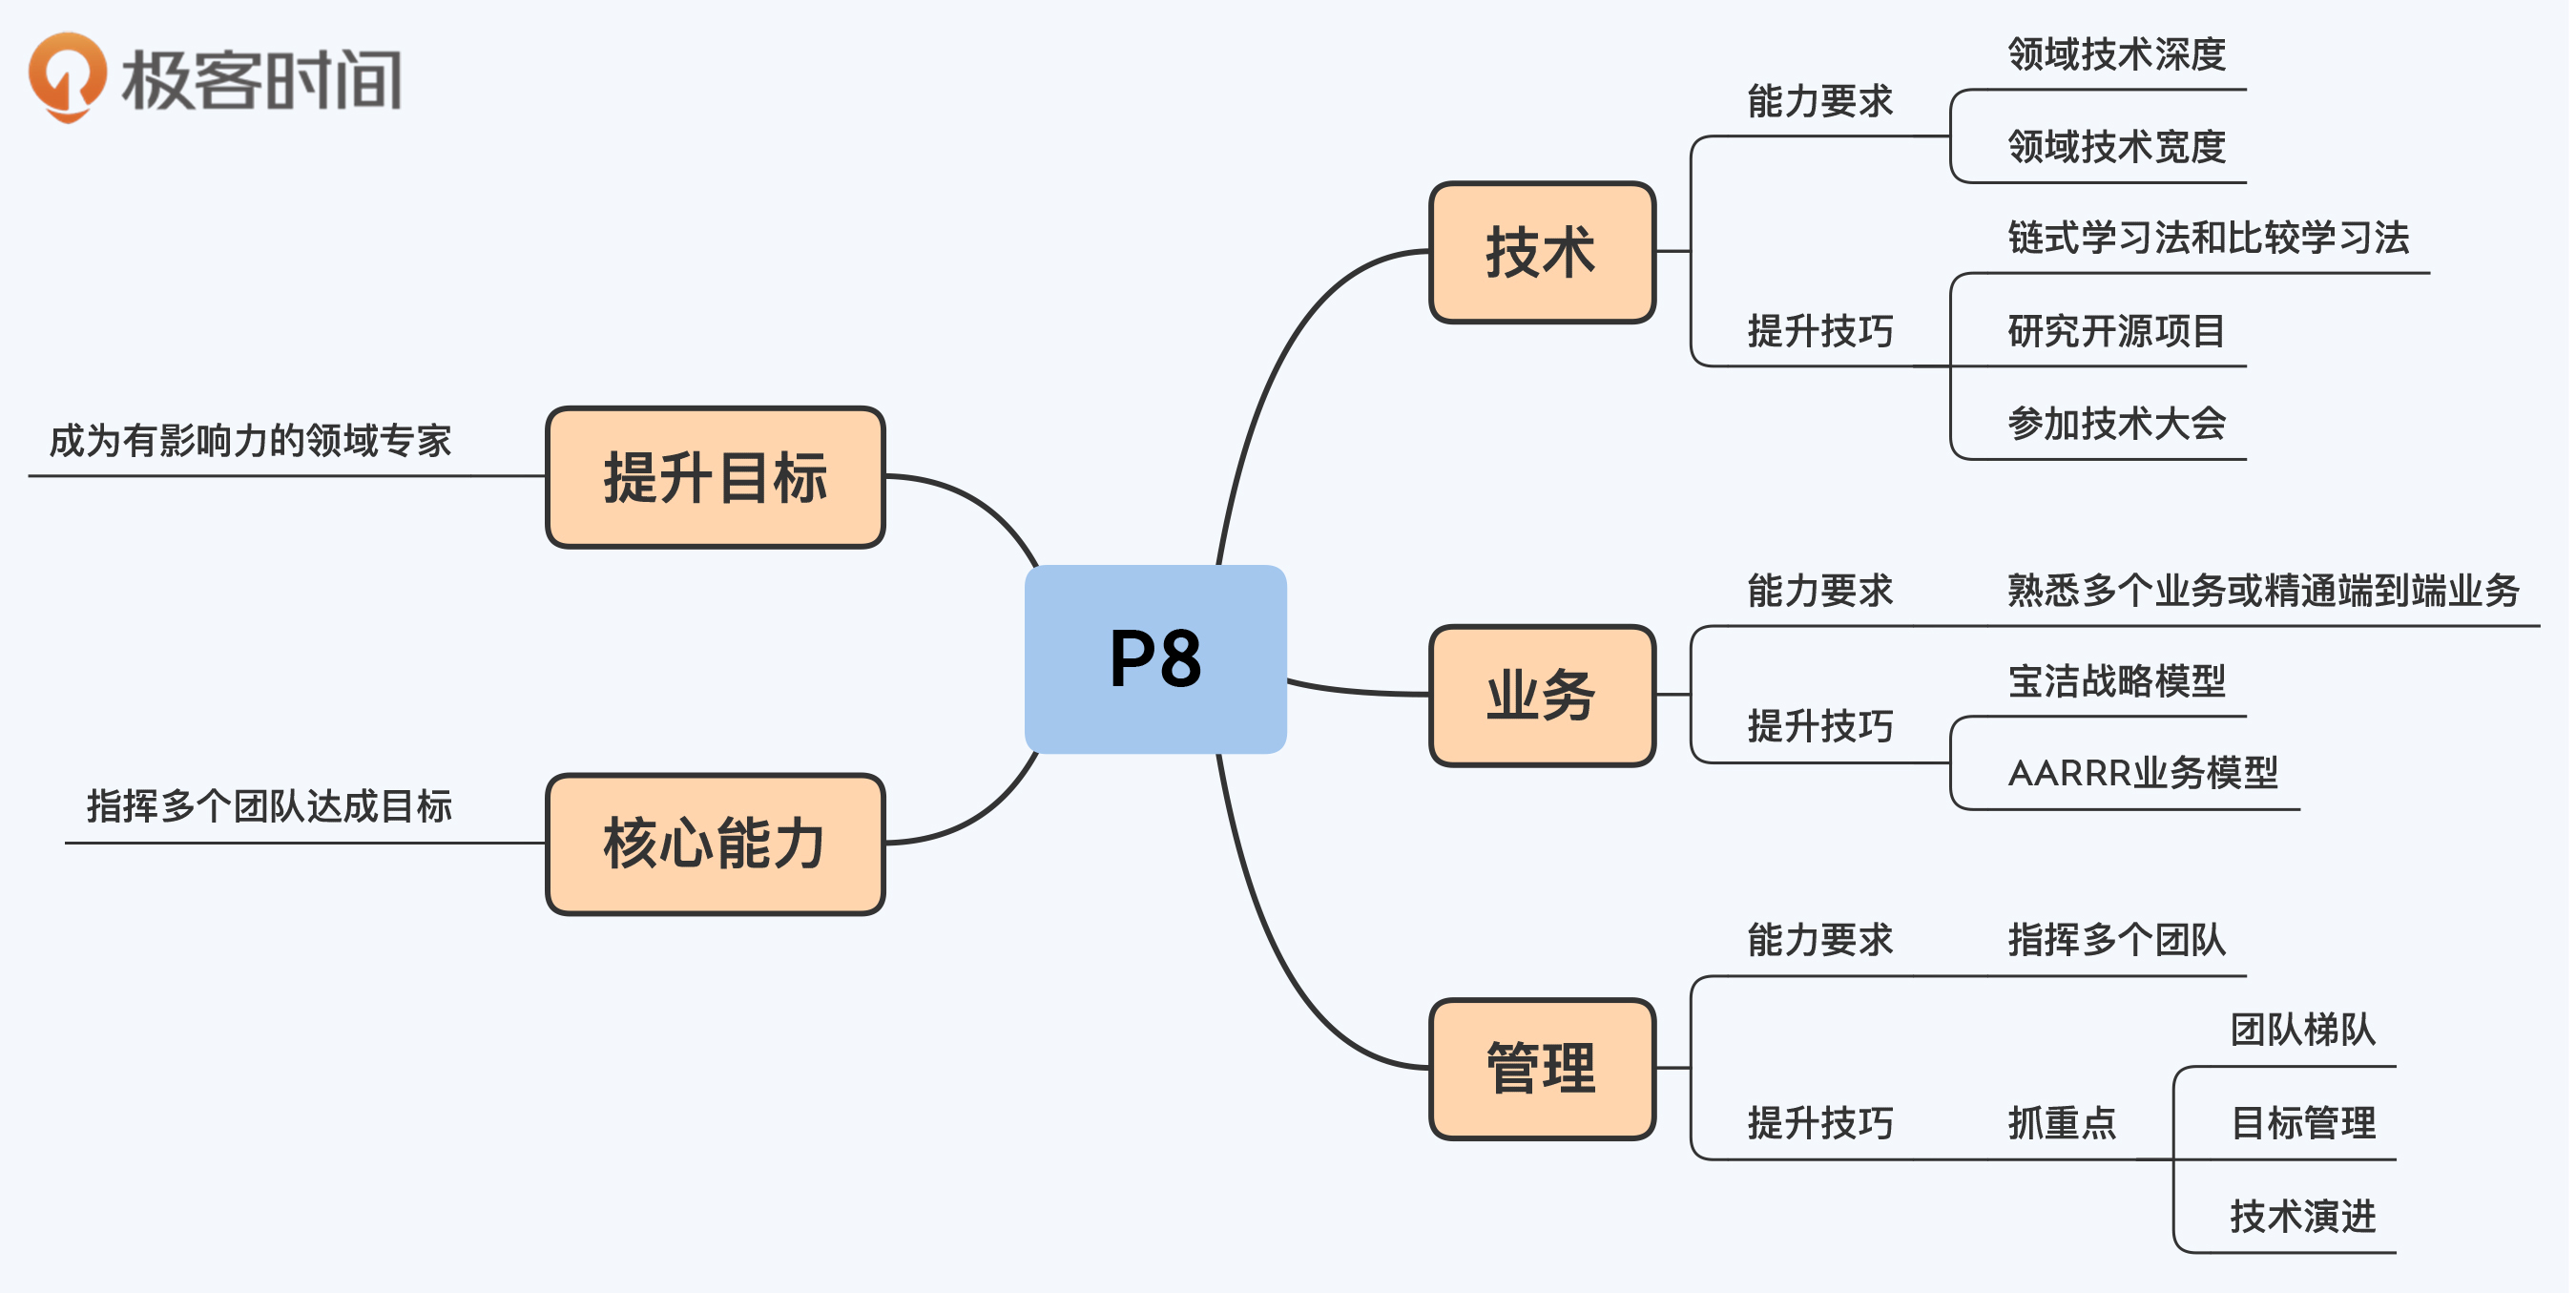 极客时间
P8
提升目标
成为有影响力的领域专家
核心能力
指挥多个团队达成目标
技术
能力要求
领域技术深度
领域技术宽度
提升技巧
链式学习法和比较学习法
研究开源项目
参加技术大会
业务
能力要求
熟悉多个业务或精通端到端业务
提升技巧
宝洁战略模型
AARRR业务模型
管理
能力要求
指挥多个团队
提升技巧
抓重点
团队梯队
目标管理
技术演进